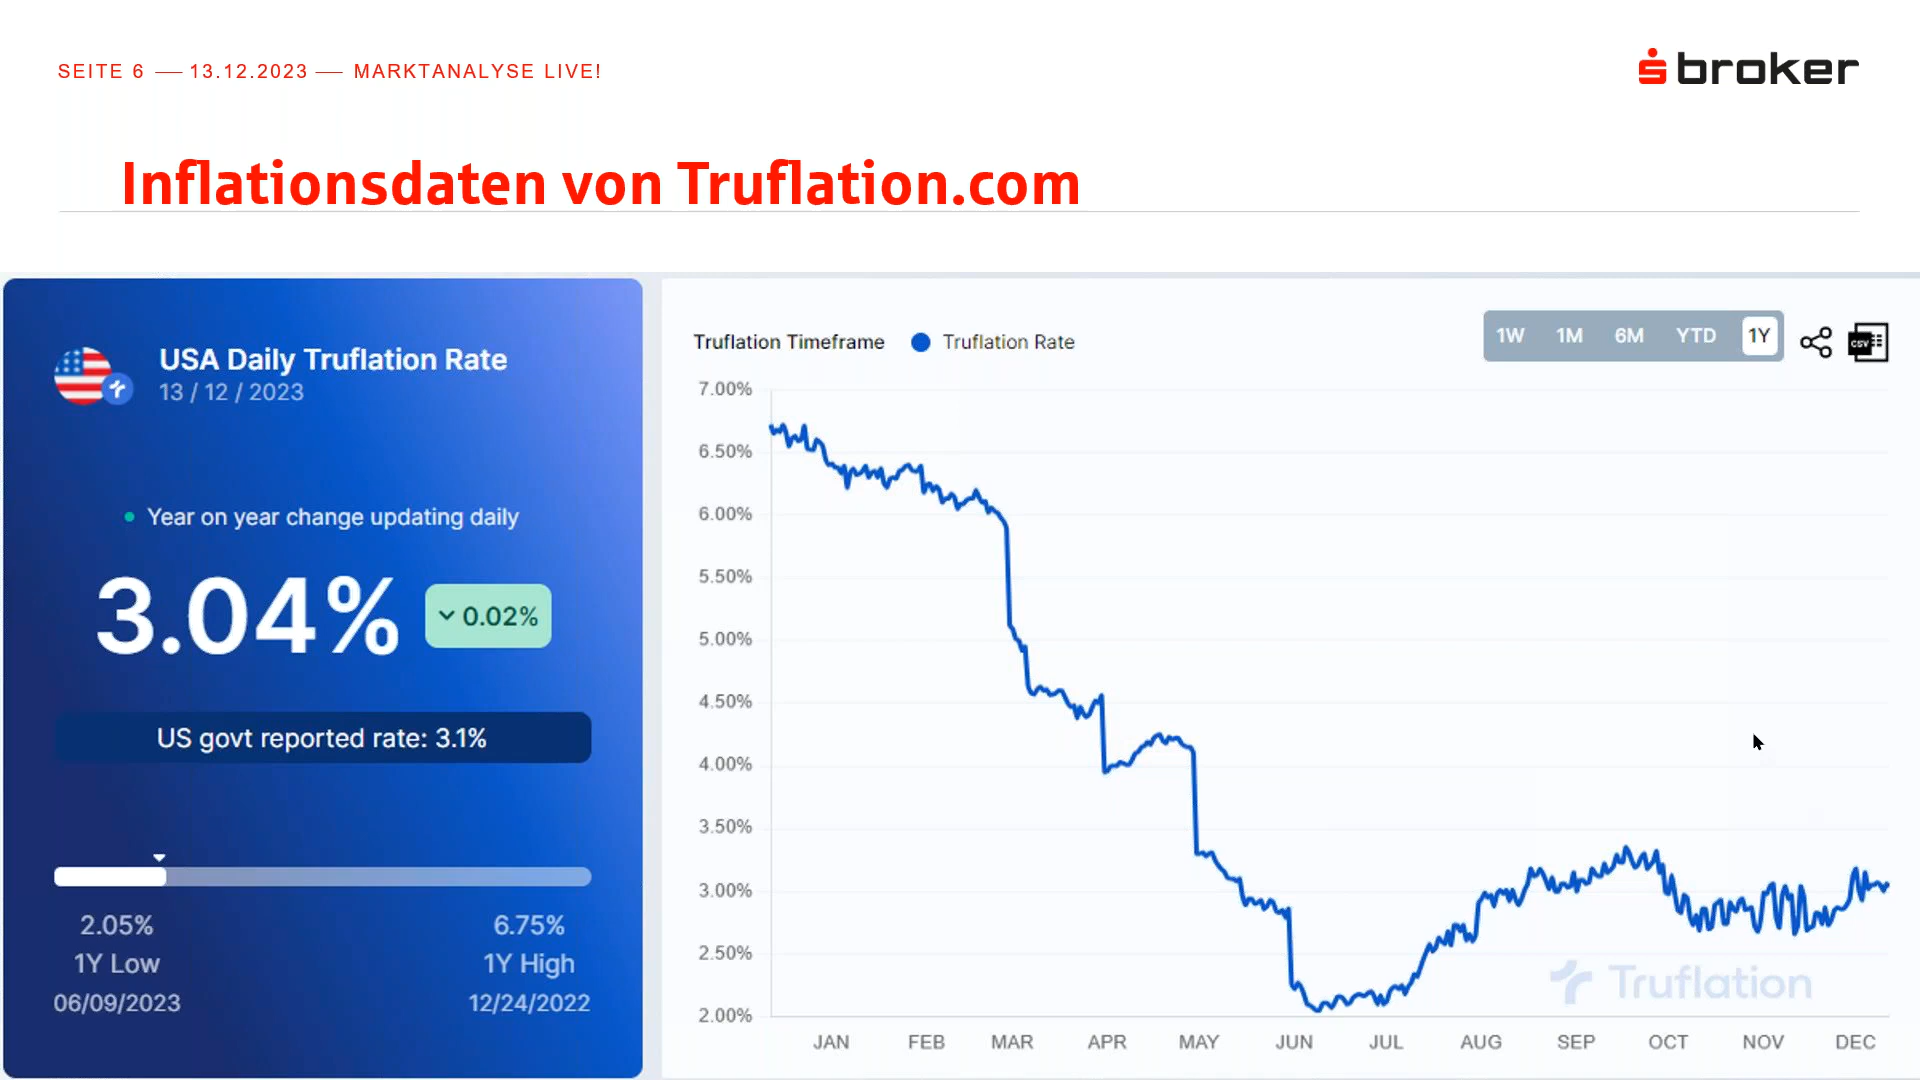 SEITE 6 — 13.12.2023 — MARKTANALYSE LIVE!
broker
Inflationsdaten von Truflation.com
USA Daily Truflation Rate
13 / 12 / 2023
Year on year change updating daily
3.04%
0.02%
US govt reported rate: 3.1%
2.05%
1Y Low
06/09/2023
6.75%
1Y High
12/24/2022
Truflation Timeframe
Truflation Rate
1W 1M 6M YTD 1Y
CSV
7.00%
6.50%
6.00%
5.50%
5.00%
4.50%
4.00%
3.50%
3.00%
2.50%
2.00%
JAN FEB MAR APR MAY JUN JUL AUG SEP OCT NOV DEC
Truflation